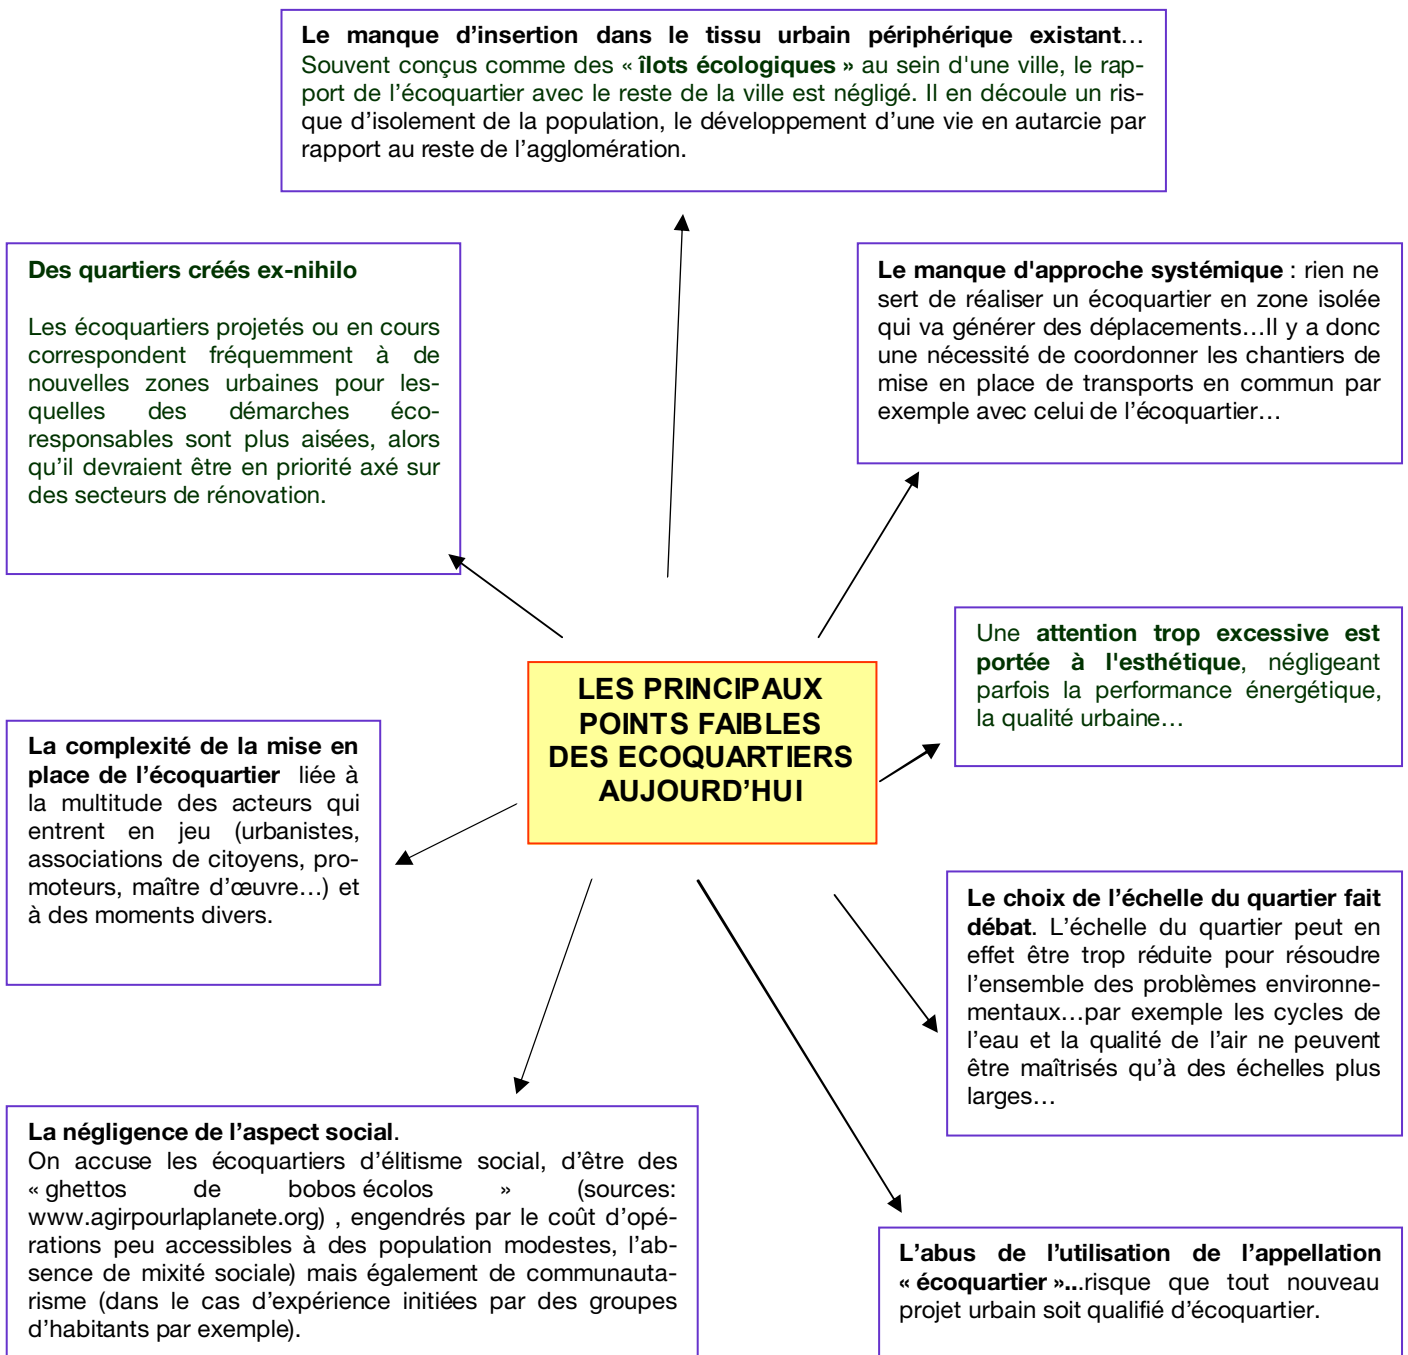 Le manque d'insertion dans le tissu urbain périphérique existant…
Souvent conçus comme des « îlots écologiques » au sein d'une ville, le rap-
port de l'écoquartier avec le reste de la ville est négligé. Il en découle un ris-
que d'isolement de la population, le développement d'une vie en autarcie par
rapport au reste de l'agglomération.
Des quartiers créés ex-nihilo
Les écoquartiers projetés ou en cours
correspondent fréquemment à de
nouvelles zones urbaines pour les-
quelles des démarches éco-
responsables sont plus aisées, alors
qu'il devraient être en priorité axé sur
des secteurs de rénovation.
Le manque d'approche systémique : rien ne
sert de réaliser un écoquartier en zone isolée
qui va générer des déplacements…Il y a donc
une nécessité de coordonner les chantiers de
mise en place de transports en commun par
exemple avec celui de l'écoquartier…
Une attention trop excessive est
portée à l'esthétique, négligeant
parfois la performance énergétique,
la qualité urbaine…
LES PRINCIPAUX
POINTS FAIBLES
DES ECOQUARTIERS
AUJOURD'HUI
La complexité de la mise en
place de l'écoquartier liée à
la multitude des acteurs qui
entrent en jeu (urbanistes,
associations de citoyens, pro-
moteurs, maître d'œuvre…) et
à des moments divers.
Le choix de l'échelle du quartier fait
débat. L'échelle du quartier peut en
effet être trop réduite pour résoudre
l'ensemble des problèmes environne-
mentaux…par exemple les cycles de
l'eau et la qualité de l'air ne peuvent
être maîtrisés qu'à des échelles plus
larges…
La négligence de l'aspect social.
On accuse les écoquartiers d'élitisme social, d'être des
« ghettos de bobos écolos » (sources:
www.agirpourlaplanete.org) , engendrés par le coût d'opé-
rations peu accessibles à des population modestes, l'ab-
sence de mixité sociale) mais également de communauta-
risme (dans le cas d'expérience initiées par des groupes
d'habitants par exemple).
L'abus de l'utilisation de l'appellation
« écoquartier »...risque que tout nouveau
projet urbain soit qualifié d'écoquartier.